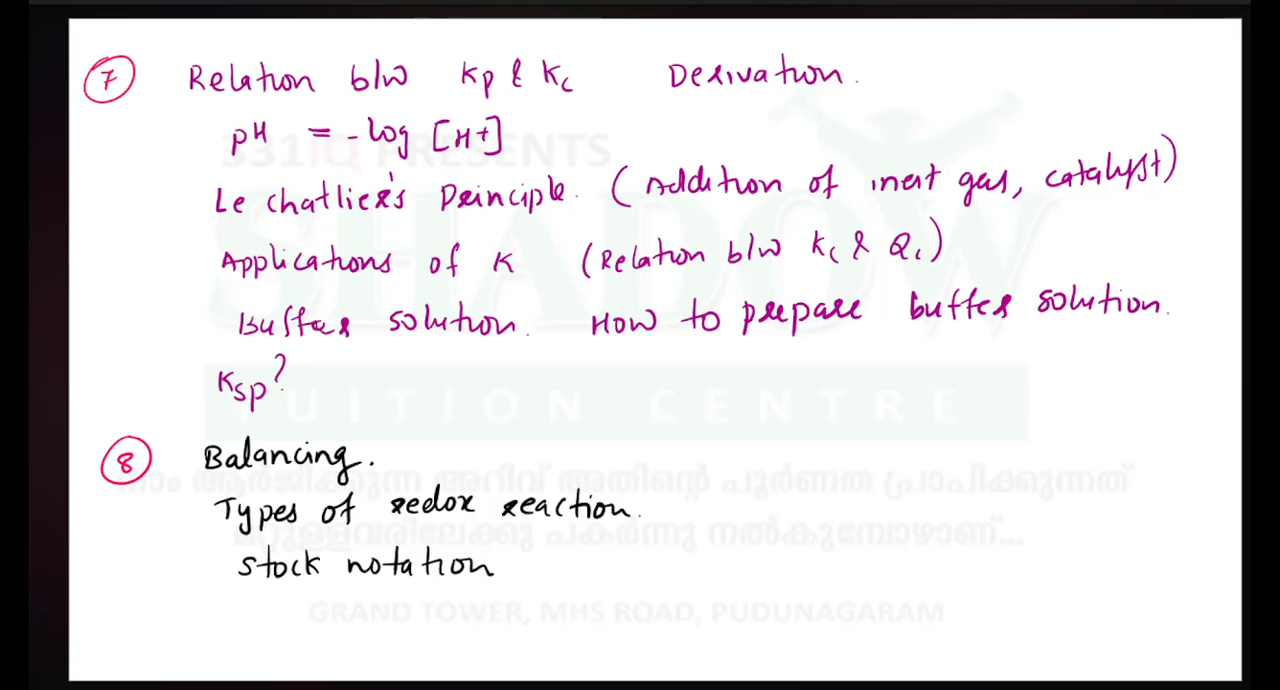 7 Relation b/w Kp & Kc Derivation.
pH = -log [H+]
331IQ PRESENTS
Le chatlier's Principle. (Addition of inert gas, catalyst)
SHADOW
Applications of K (Relation b/w Kc & Qc)
Buffer solution. How to prepare buffer solution.
Ksp?
TUITION CENTRE
8 Balancing.
Types of redox reaction.
stock notation
GRAND TOWER, MHS ROAD, PUDUNAGARAM